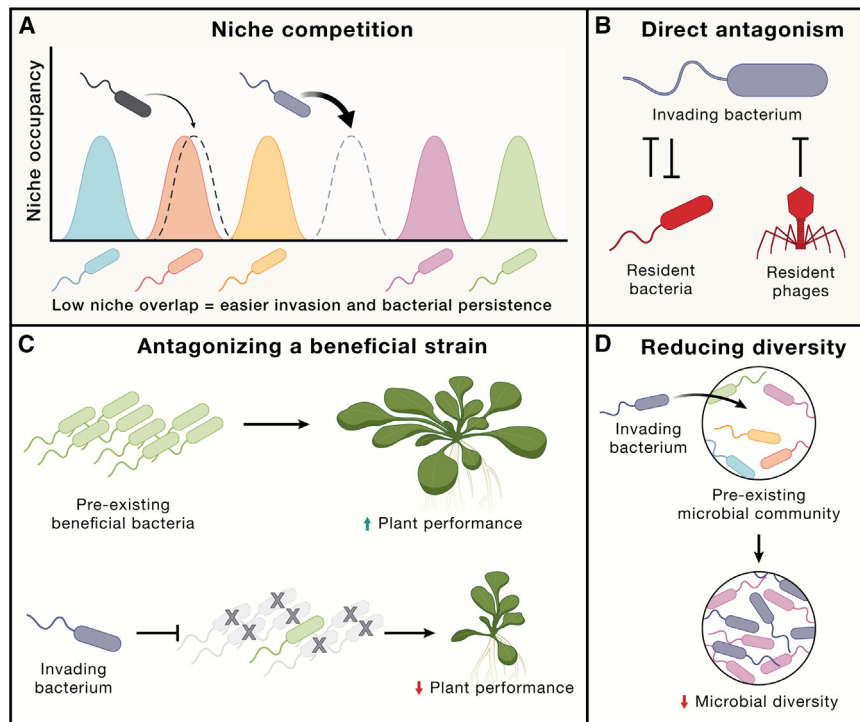 A
Niche competition
Niche occupancy
Low niche overlap = easier invasion and bacterial persistence
B
Direct antagonism
Invading bacterium
Resident
bacteria
Resident
phages
C
Antagonizing a beneficial strain
Pre-existing
beneficial bacteria
Plant performance
X X X X X X
Invading
bacterium
Plant performance
D
Reducing diversity
Invading
bacterium
Pre-existing
microbial community
Microbial diversity